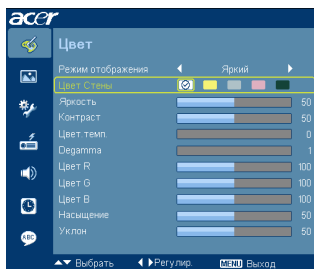 acer
Цвет
Режим отображения Яркий
Цвет Стены
Яркость 50
Контраст 50
Цвет темп. 0
Degamma 1
Цвет R 100
Цвет G 100
Цвет B 100
Насыщение 50
Уклон 50
ABC
Выбрать Регулир. MENU Выход